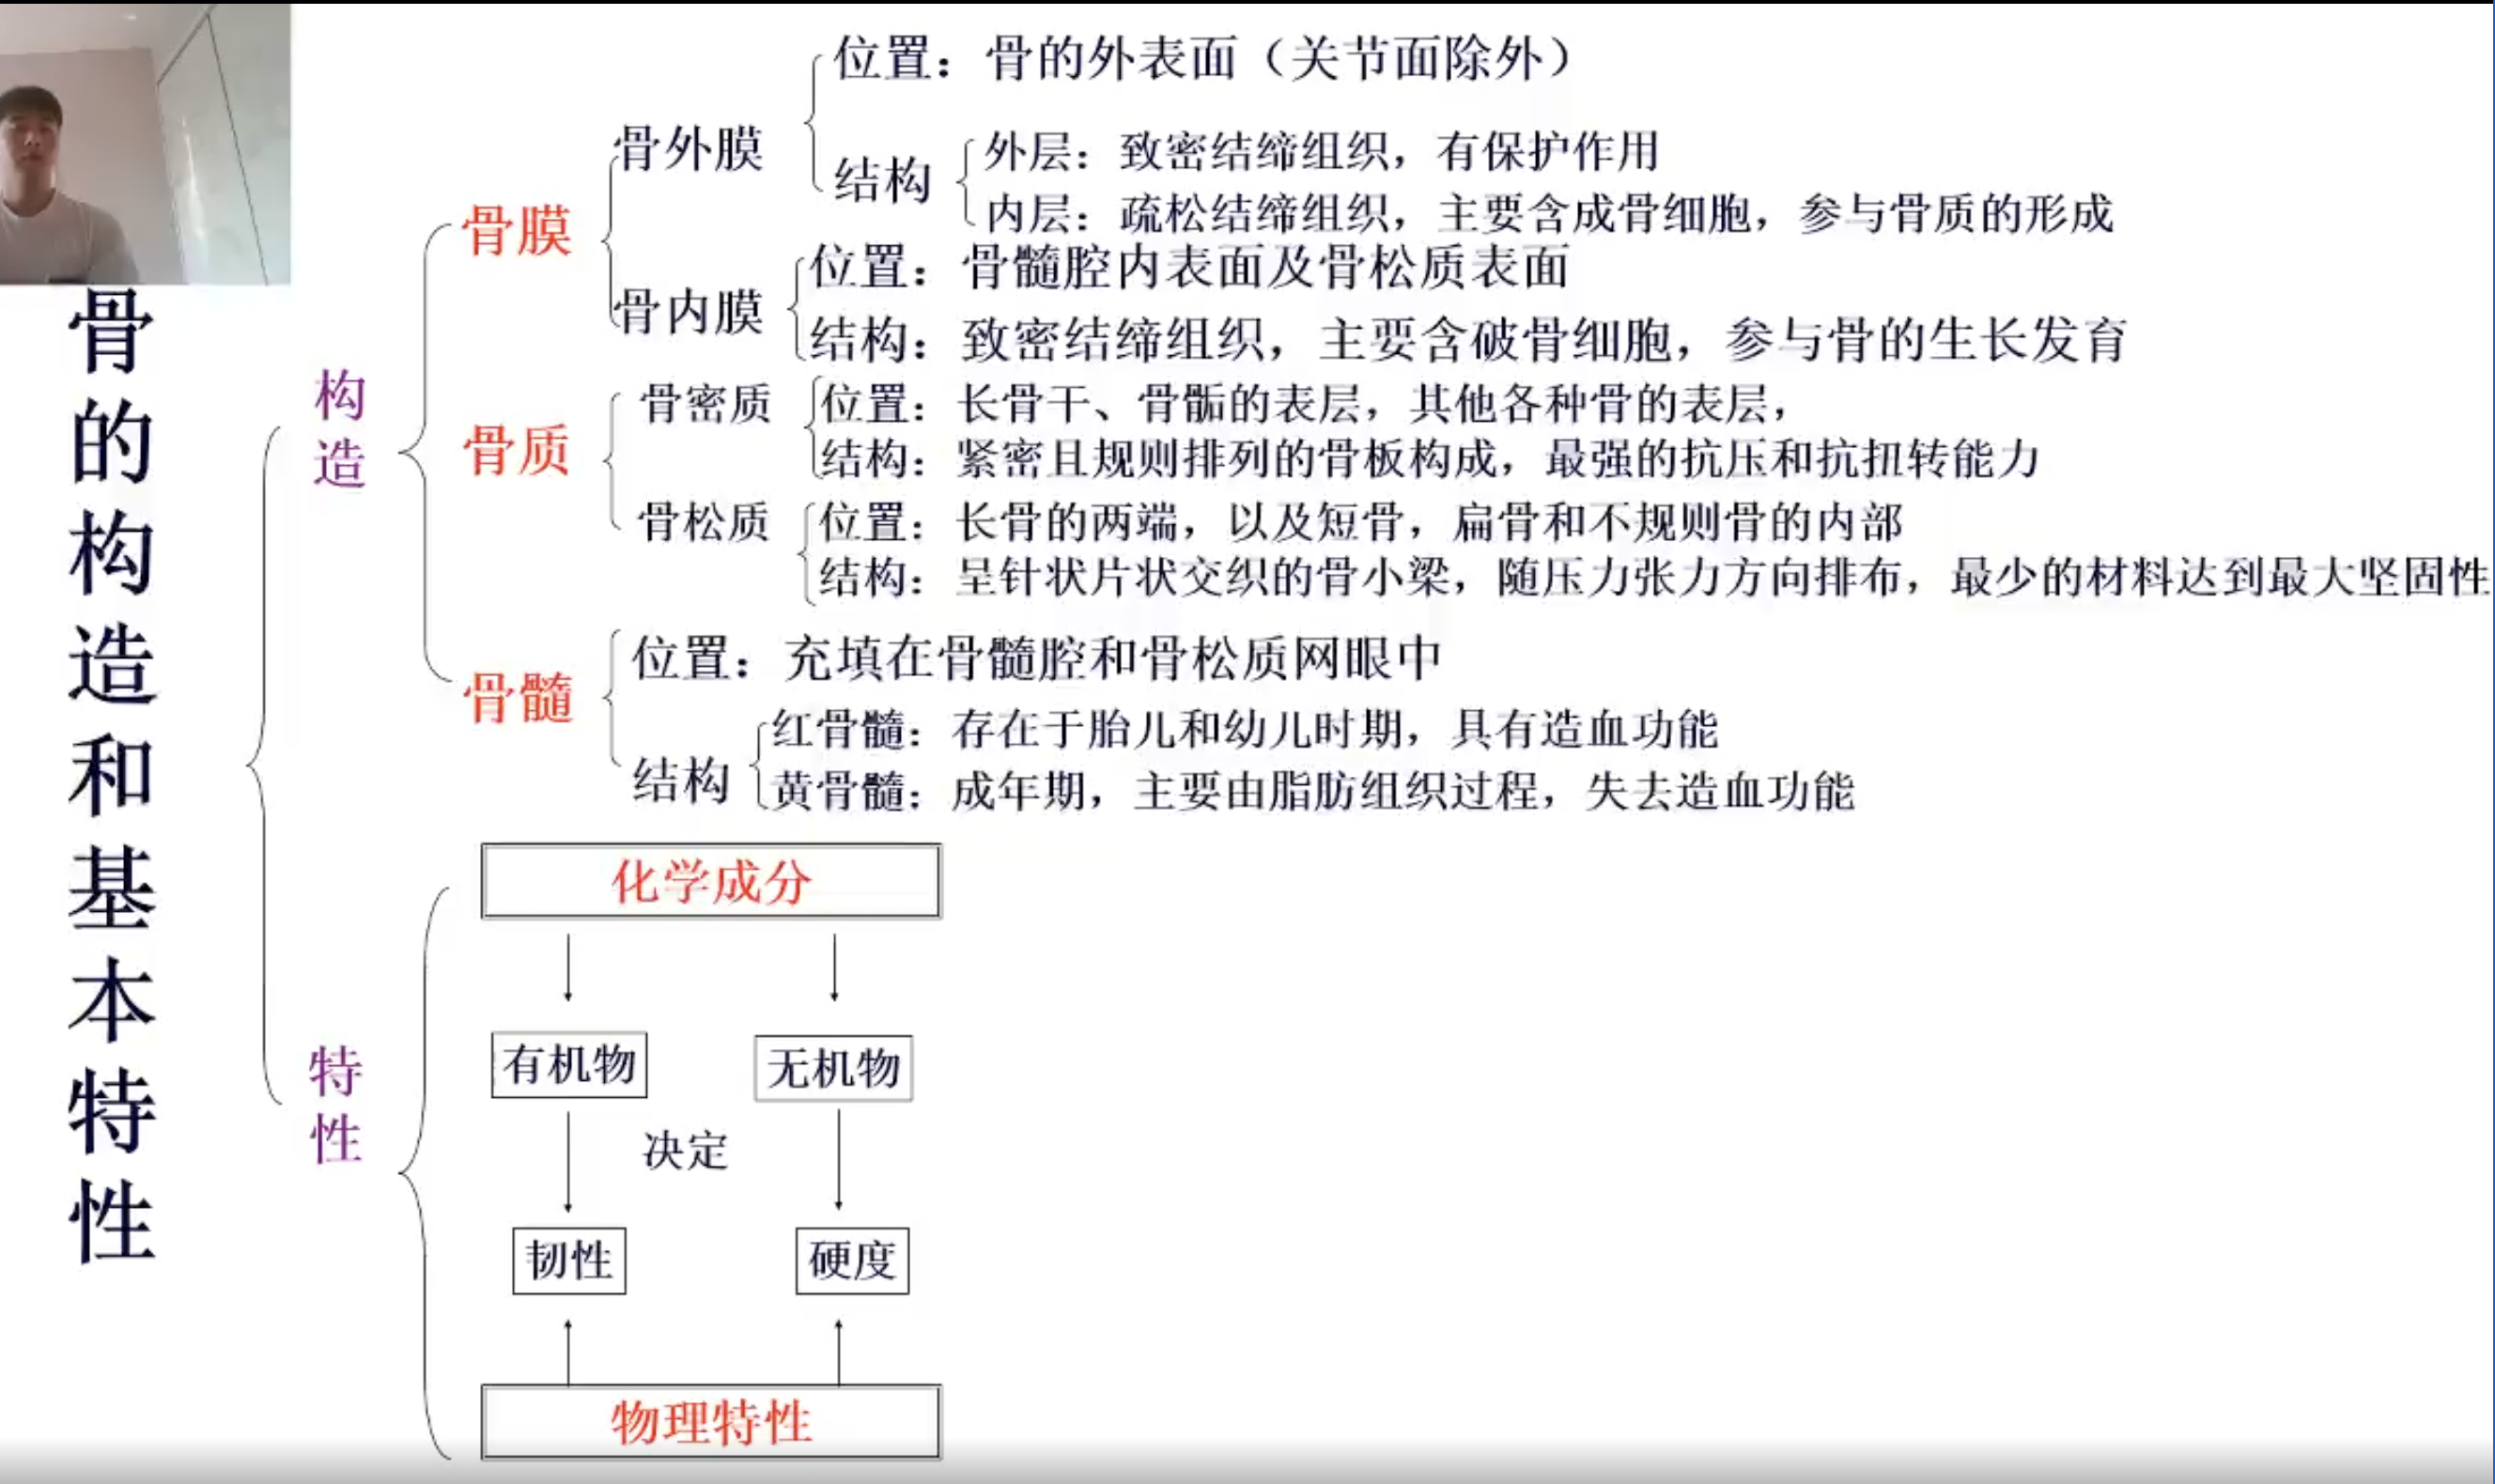 骨的构造和基本特性
构造
骨膜
骨外膜
位置：骨的外表面（关节面除外）
结构
外层：致密结缔组织，有保护作用
内层：疏松结缔组织，主要含成骨细胞，参与骨质的形成
骨内膜
位置：骨髓腔内表面及骨松质表面
结构：致密结缔组织，主要含破骨细胞，参与骨的生长发育
骨质
骨密质
位置：长骨干、骨骺的表层，其他各种骨的表层，
结构：紧密且规则排列的骨板构成，最强的抗压和抗扭转能力
骨松质
位置：长骨的两端，以及短骨，扁骨和不规则骨的内部
结构：呈针状片状交织的骨小梁，随压力张力方向排布，最少的材料达到最大坚固性
骨髓
位置：充填在骨髓腔和骨松质网眼中
结构
红骨髓：存在于胎儿和幼儿时期，具有造血功能
黄骨髓：成年期，主要由脂肪组织过程，失去造血功能
特性
化学成分
有机物
无机物
决定
韧性
硬度
物理特性